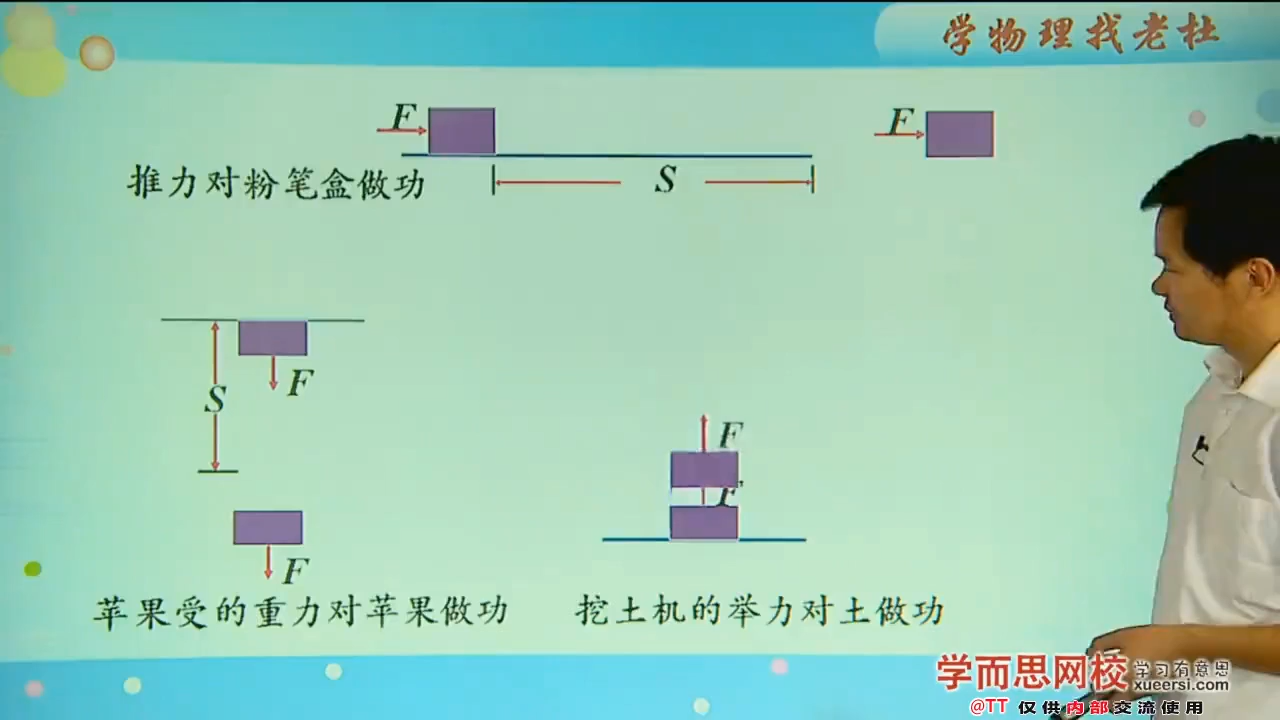 学物理找老杜
F
F
推力对粉笔盒做功
S
F
S
F
F
F
苹果受的重力对苹果做功
挖土机的举力对土做功
学而思网校
学习有意思
xueersi.com
@TT 仅供内部交流使用